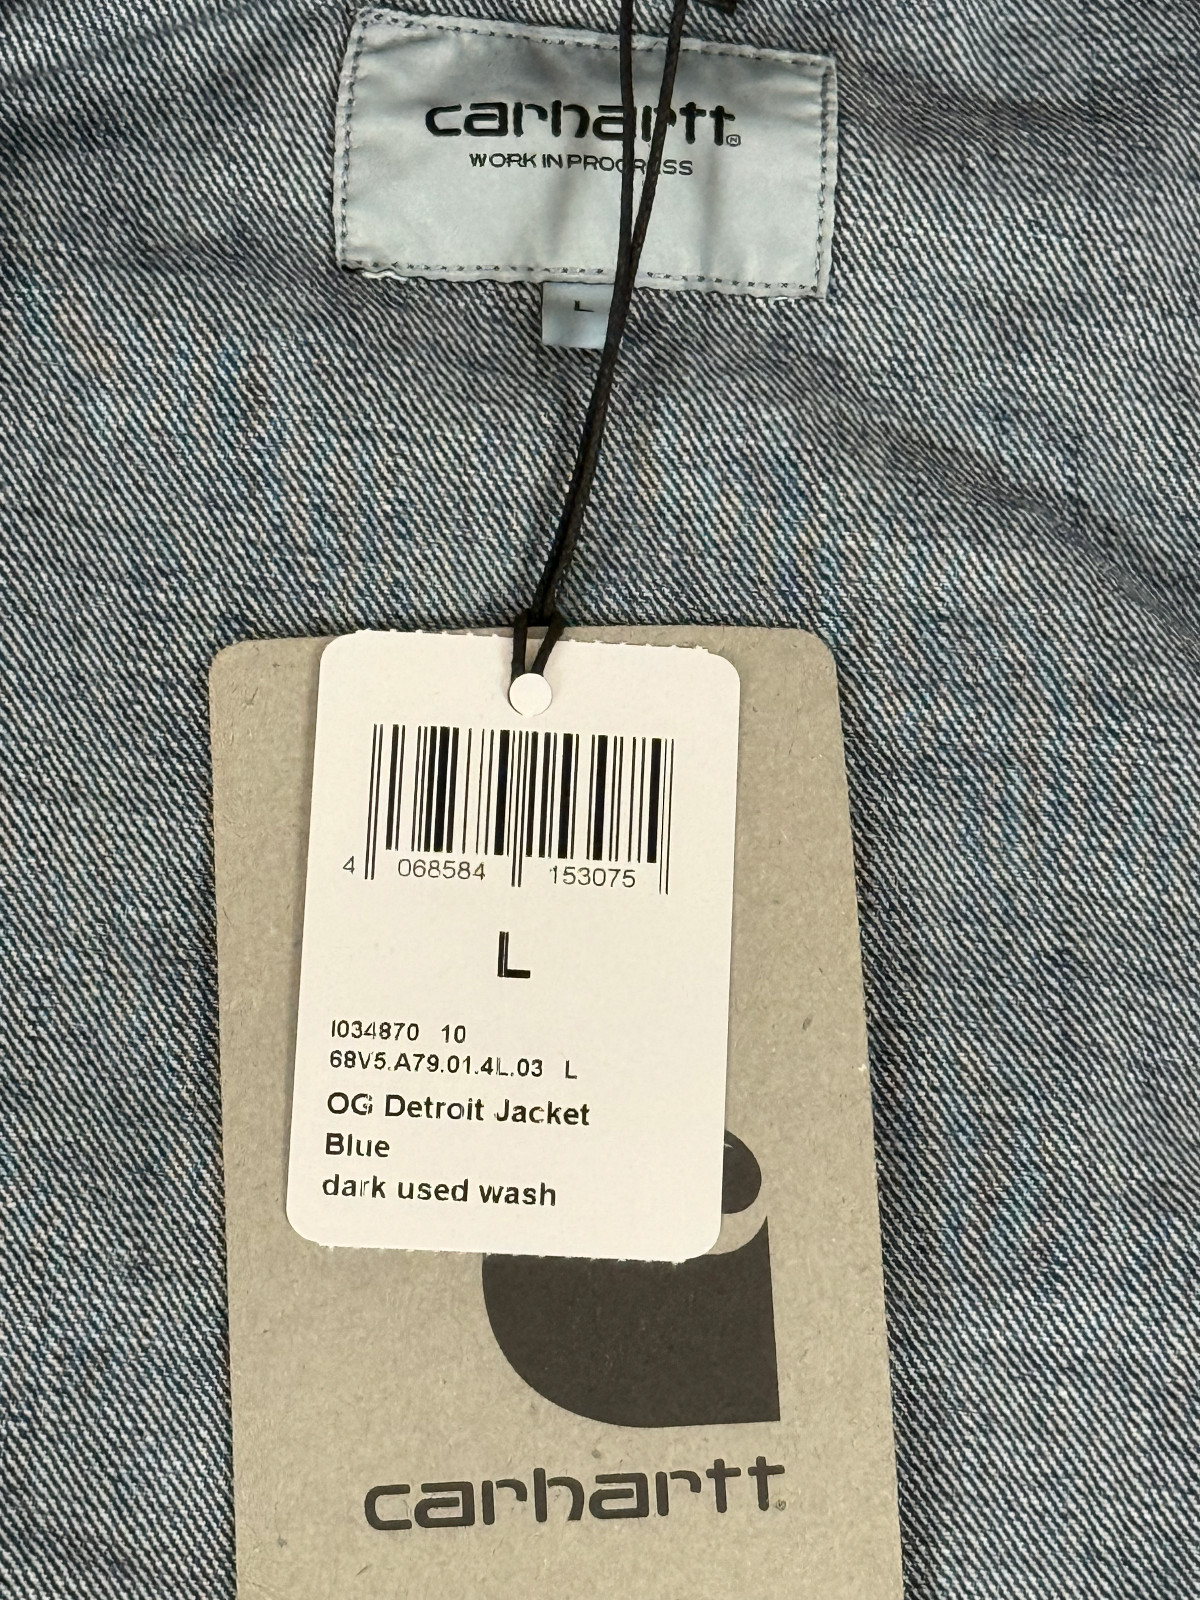 carhartt
WORK IN PROGRESS
L
4 068584 153075
L
I034870 10
68V5.A79.01.4L.03 L
OG Detroit Jacket
Blue
dark used wash
carhartt